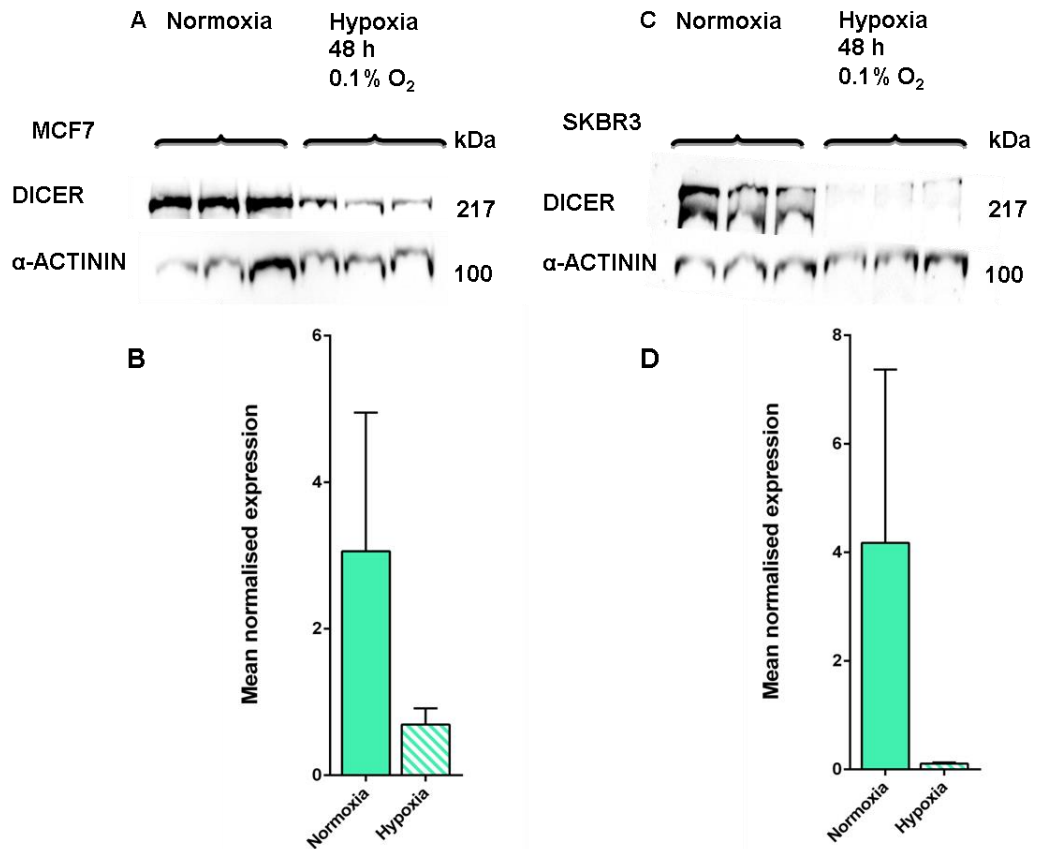 A Normoxia
Hypoxia
48 h
0.1% O₂
MCF7
kDa
DICER
217
α-ACTININ
100
C Normoxia
Hypoxia
48 h
0.1% O₂
SKBR3
kDa
DICER
217
α-ACTININ
100
B
Mean normalised expression
6
4
2
0
Normoxia
Hypoxia
D
Mean normalised expression
8
6
4
2
0
Normoxia
Hypoxia